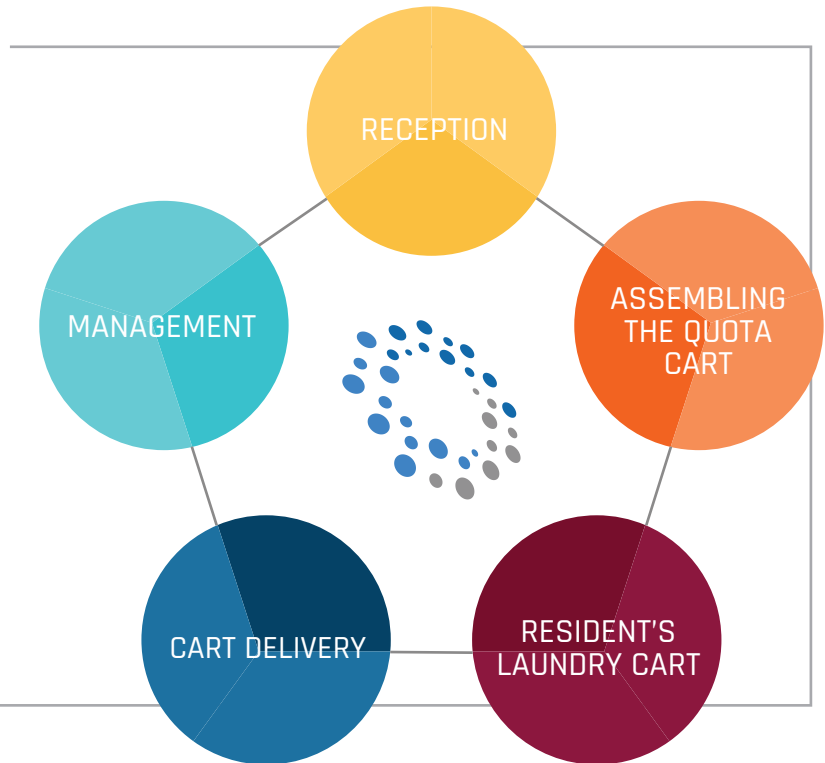 RECEPTION
ASSEMBLING
THE QUOTA
CART
MANAGEMENT
RESIDENT’S
LAUNDRY CART
CART DELIVERY